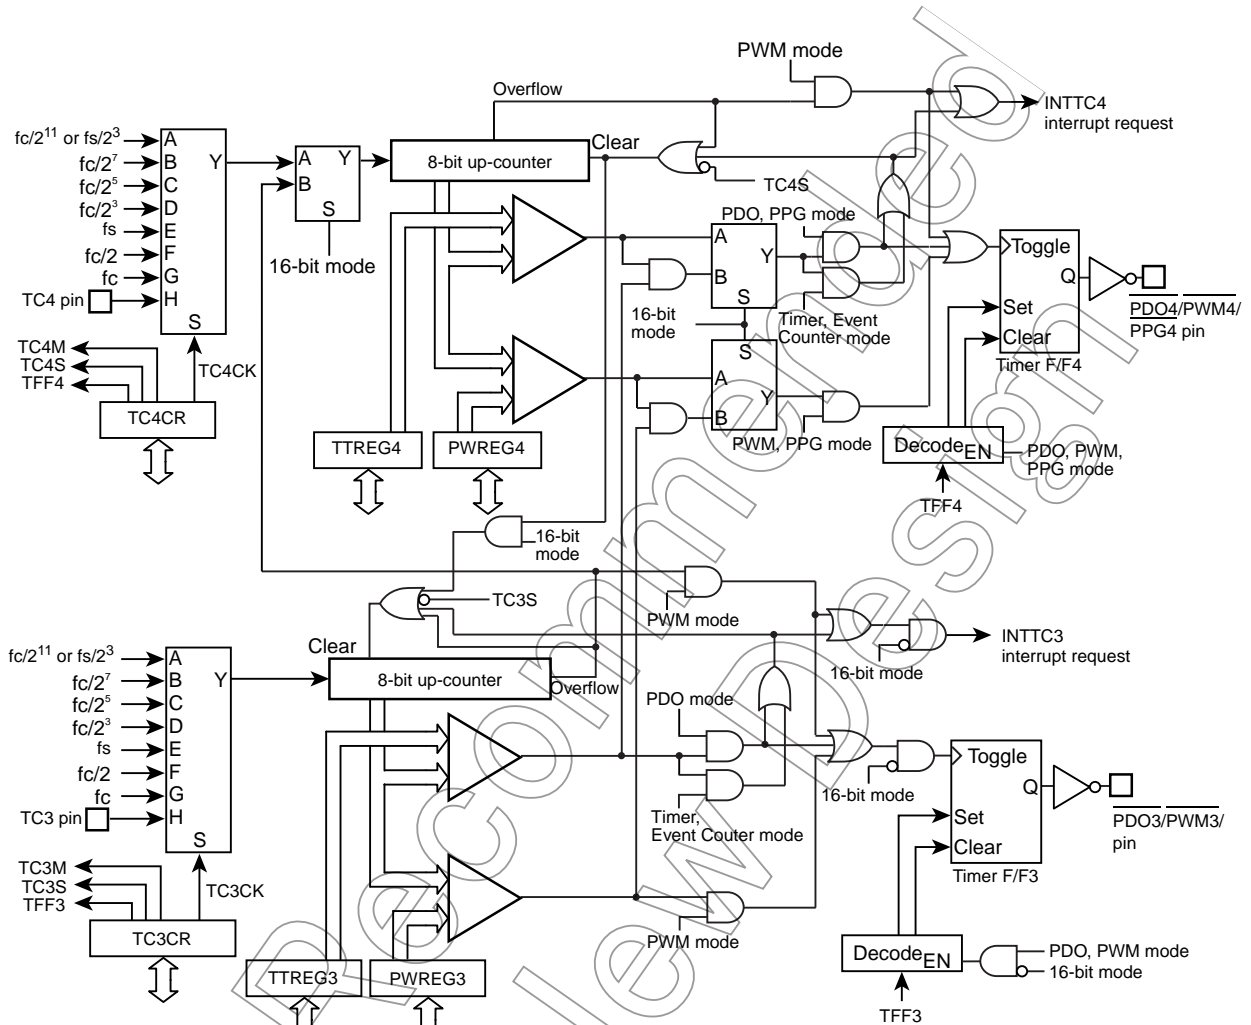 PWM mode
Overflow
INTTC4
interrupt request
fc/2¹¹ or fs/2³
fc/2⁷
fc/2⁵
fc/2³
fs
fc/2
fc
TC4 pin
A
B
C
D
E
F
G
H
Y
S
A
B
Y
S
16-bit mode
8-bit up-counter
Clear
TC4S
PDO, PPG mode
A
B
Y
S
16-bit
mode
Timer, Event
Counter mode
S
A
B
Y
PWM, PPG mode
Toggle
Q
Set
Clear
Timer F/F4
PDO4/PWM4/
PPG4 pin
TC4M
TC4S
TFF4
TC4CK
TC4CR
TTREG4
PWREG4
Decode
EN
PDO, PWM,
PPG mode
TFF4
16-bit
mode
TC3S
PWM mode
INTTC3
interrupt request
16-bit mode
Clear
8-bit up-counter
Overflow
fc/2¹¹ or fs/2³
fc/2⁷
fc/2⁵
fc/2³
fs
fc/2
fc
TC3 pin
A
B
C
D
E
F
G
H
Y
S
PDO mode
Timer,
Event Couter mode
16-bit mode
Toggle
Q
Set
Clear
Timer F/F3
PDO3/PWM3/
pin
TC3M
TC3S
TFF3
TC3CK
TC3CR
TTREG3
PWREG3
PWM mode
Decode
EN
PDO, PWM mode
16-bit mode
TFF3
Recommended
Design